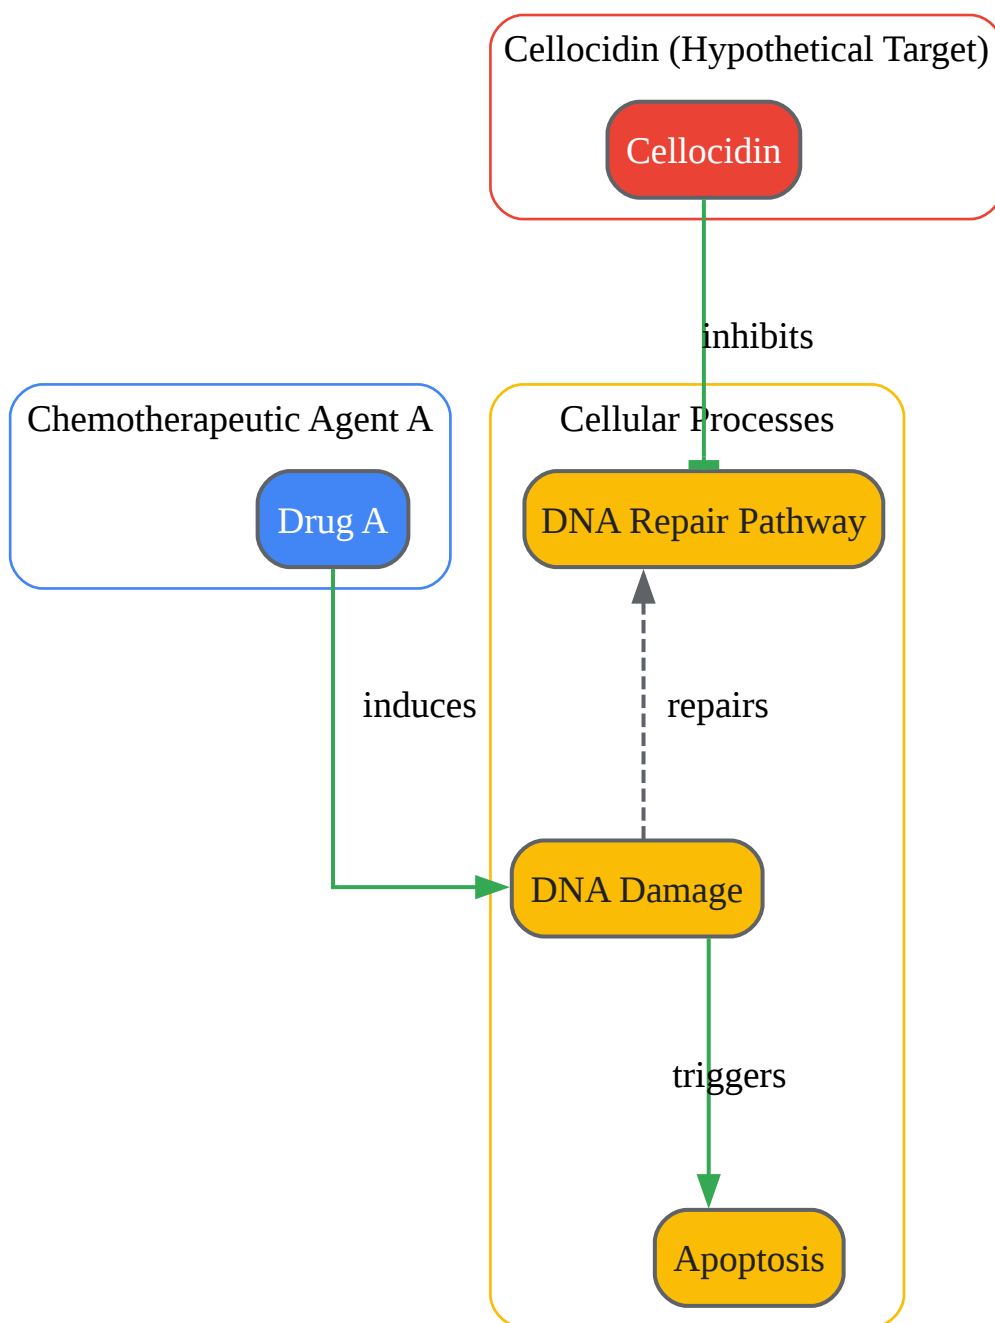 Cellocidin (Hypothetical Target)
Cellocidin
inhibits
Chemotherapeutic Agent A
Drug A
Cellular Processes
DNA Repair Pathway
induces
repairs
DNA Damage
triggers
Apoptosis